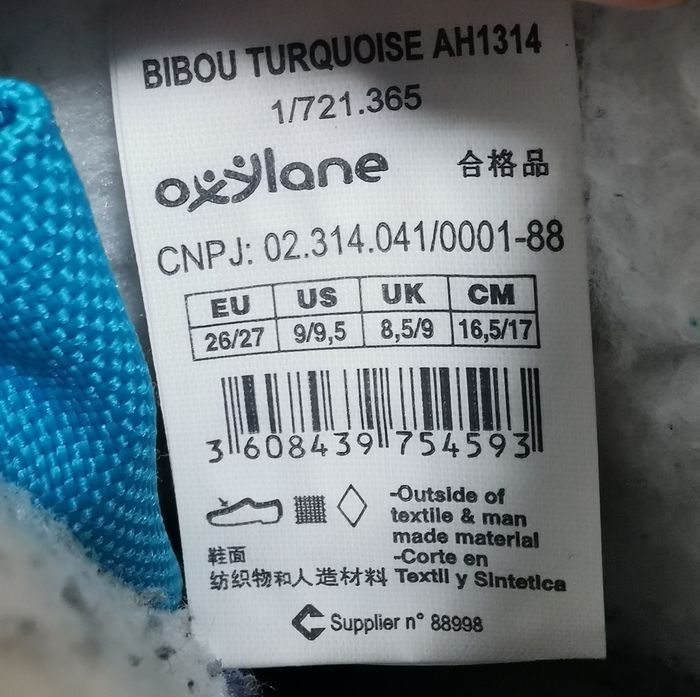 BIBOU TURQUOISE AH1314
1/721.365
oxylane 合格品
CNPJ: 02.314.041/0001-88
EU US UK CM
26/27 9/9,5 8,5/9 16,5/17
3 608439 754593
-Outside of
textile & man
made material
鞋面 -Corte en
纺织物和人造材料 Textil y Sintetica
Supplier n° 88998